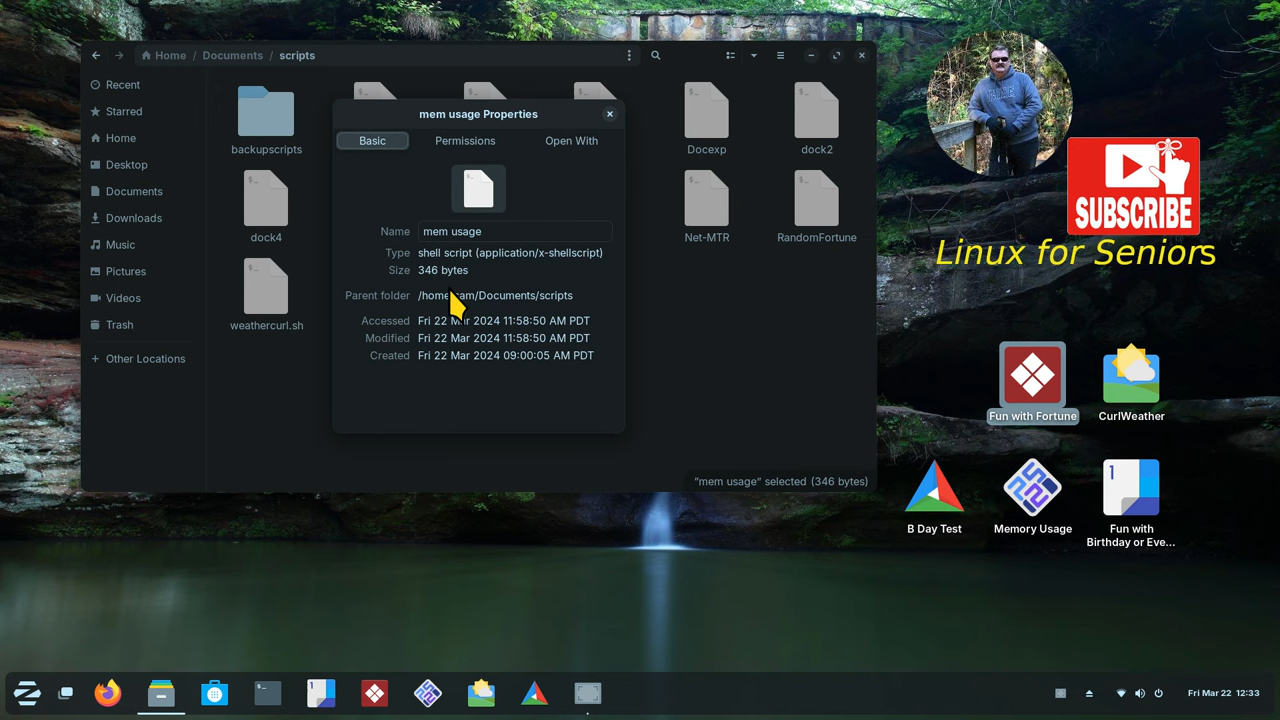 Home / Documents / scripts
Recent
Starred
Home
Desktop
Documents
Downloads
Music
Pictures
Videos
Trash
Other Locations
backupscripts
Docexp
dock2
dock4
Net-MTR
RandomFortune
weathercurl.sh
mem usage Properties
Basic
Permissions
Open With
Name mem usage
Type shell script (application/x-shellscript)
Size 346 bytes
Parent folder
/Documents/scripts
Accessed Fri 22 Mar 2024 11:58:50 AM PDT
Modified Fri 22 Mar 2024 11:58:50 AM PDT
Created Fri 22 Mar 2024 09:00:05 AM PDT
"mem usage" selected (346 bytes)
SUBSCRIBE
Linux for Seniors
Fun with Fortune
CurlWeather
B Day Test
Memory Usage
1
Fun with
Birthday or Eve...
1
Fri Mar 22 12:33